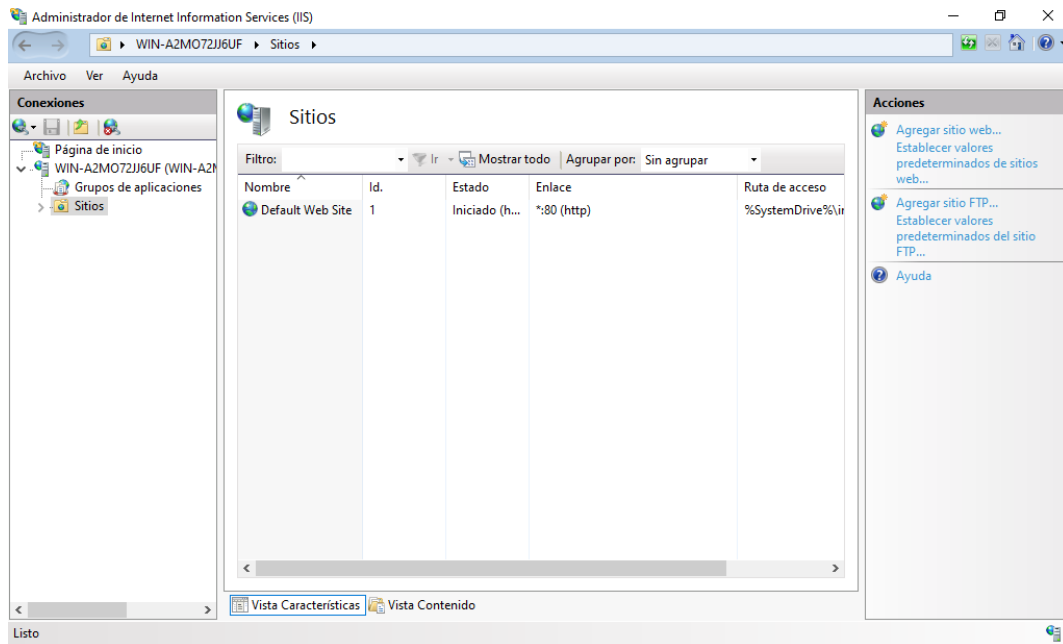 Administrador de Internet Information Services (IIS)
WIN-A2MO72JJ6UF Sitios
Archivo Ver Ayuda
Conexiones
Página de inicio
WIN-A2MO72JJ6UF (WIN-A2M
Grupos de aplicaciones
Sitios
Sitios
Filtro: Ir Mostrar todo Agrupar por: Sin agrupar
Nombre Id. Estado Enlace Ruta de acceso
Default Web Site 1 Iniciado (h... *:80 (http) %SystemDrive%\in
Vista Características Vista Contenido
Acciones
Agregar sitio web...
Establecer valores
predeterminados de sitios
web...
Agregar sitio FTP...
Establecer valores
predeterminados del sitio
FTP...
Ayuda
Listo